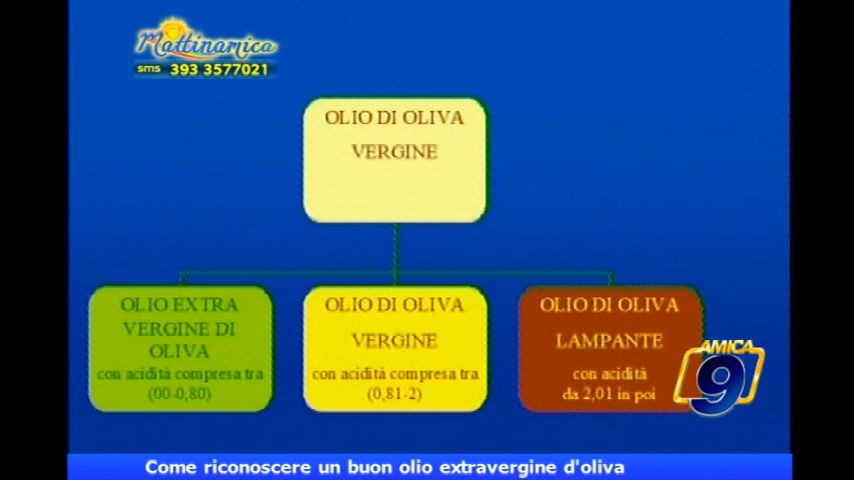 Mattinamica
sms 393 3577021
OLIO DI OLIVA
VERGINE
OLIO EXTRA
VERGINE DI
OLIVA
con acidità compresa tra
(00-0,80)
OLIO DI OLIVA
VERGINE
con acidità compresa tra
(0,81-2)
OLIO DI OLIVA
LAMPANTE
con acidità
da 2,01 in poi
AMICA
9
Come riconoscere un buon olio extravergine d'oliva